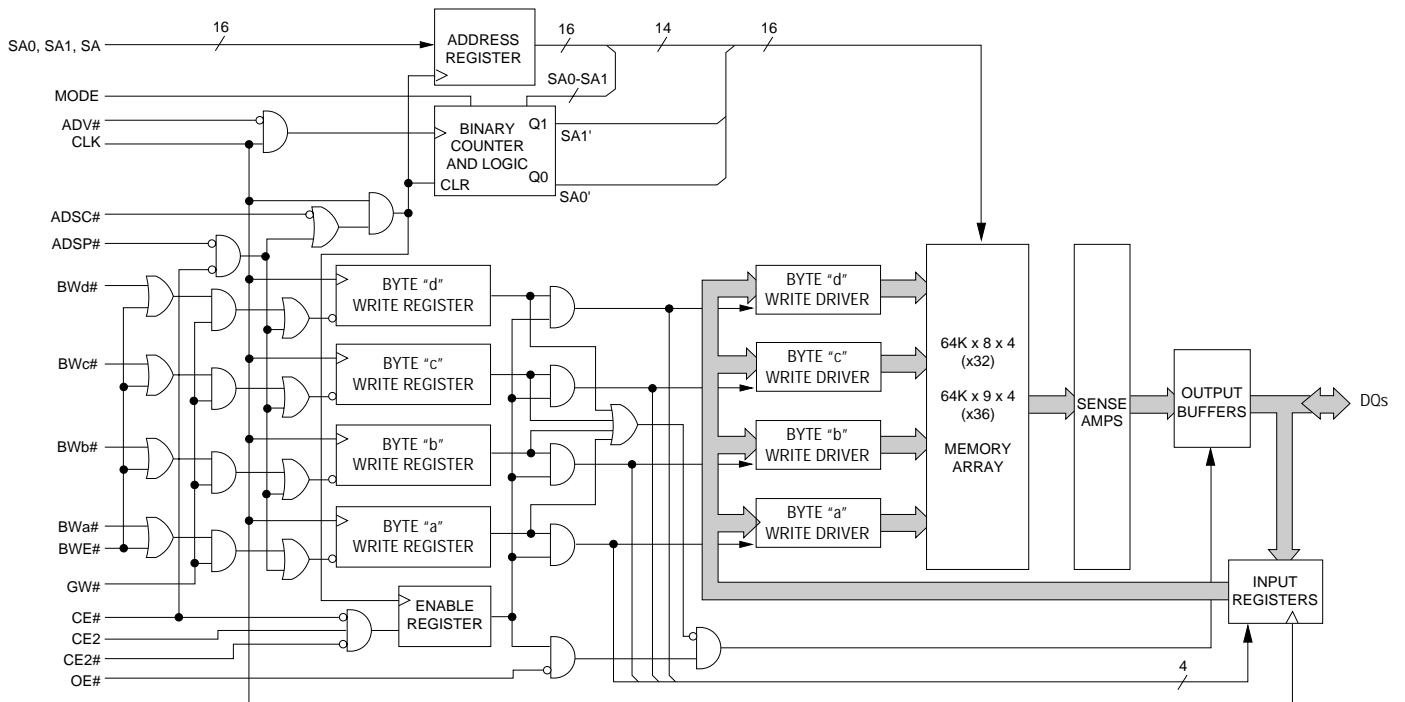 16
16
14
16
SA0, SA1, SA
ADDRESS
REGISTER
SA0-SA1
MODE
ADV#
CLK
BINARY
COUNTER
AND LOGIC
Q1
SA1'
Q0
CLR
SA0'
ADSC#
ADSP#
BWd#
BYTE “d”
WRITE REGISTER
BYTE “d”
WRITE DRIVER
BWc#
BYTE “c”
WRITE REGISTER
BYTE “c”
WRITE DRIVER
64K x 8 x 4
(x32)
64K x 9 x 4
(x36)
MEMORY
ARRAY
SENSE
AMPS
OUTPUT
BUFFERS
DQs
BWb#
BYTE “b”
WRITE REGISTER
BYTE “b”
WRITE DRIVER
BWa#
BWE#
BYTE “a”
WRITE REGISTER
BYTE “a”
WRITE DRIVER
GW#
CE#
CE2
CE2#
OE#
ENABLE
REGISTER
INPUT
REGISTERS
4